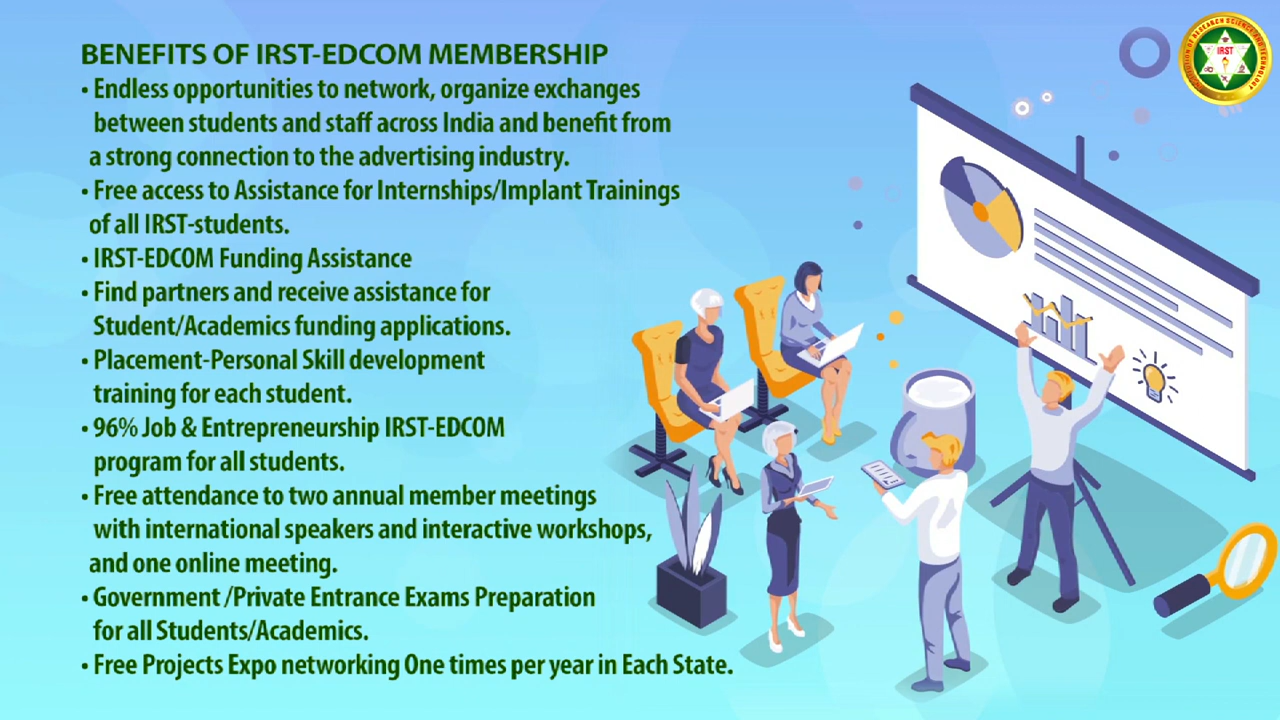 BENEFITS OF IRST-EDCOM MEMBERSHIP
• Endless opportunities to network, organize exchanges
between students and staff across India and benefit from
a strong connection to the advertising industry.
• Free access to Assistance for Internships/Implant Trainings
of all IRST-students.
• IRST-EDCOM Funding Assistance
• Find partners and receive assistance for
Student/Academics funding applications.
• Placement-Personal Skill development
training for each student.
• 96% Job & Entrepreneurship IRST-EDCOM
program for all students.
• Free attendance to two annual member meetings
with international speakers and interactive workshops,
and one online meeting.
• Government /Private Entrance Exams Preparation
for all Students/Academics.
• Free Projects Expo networking One times per year in Each State.
IRST